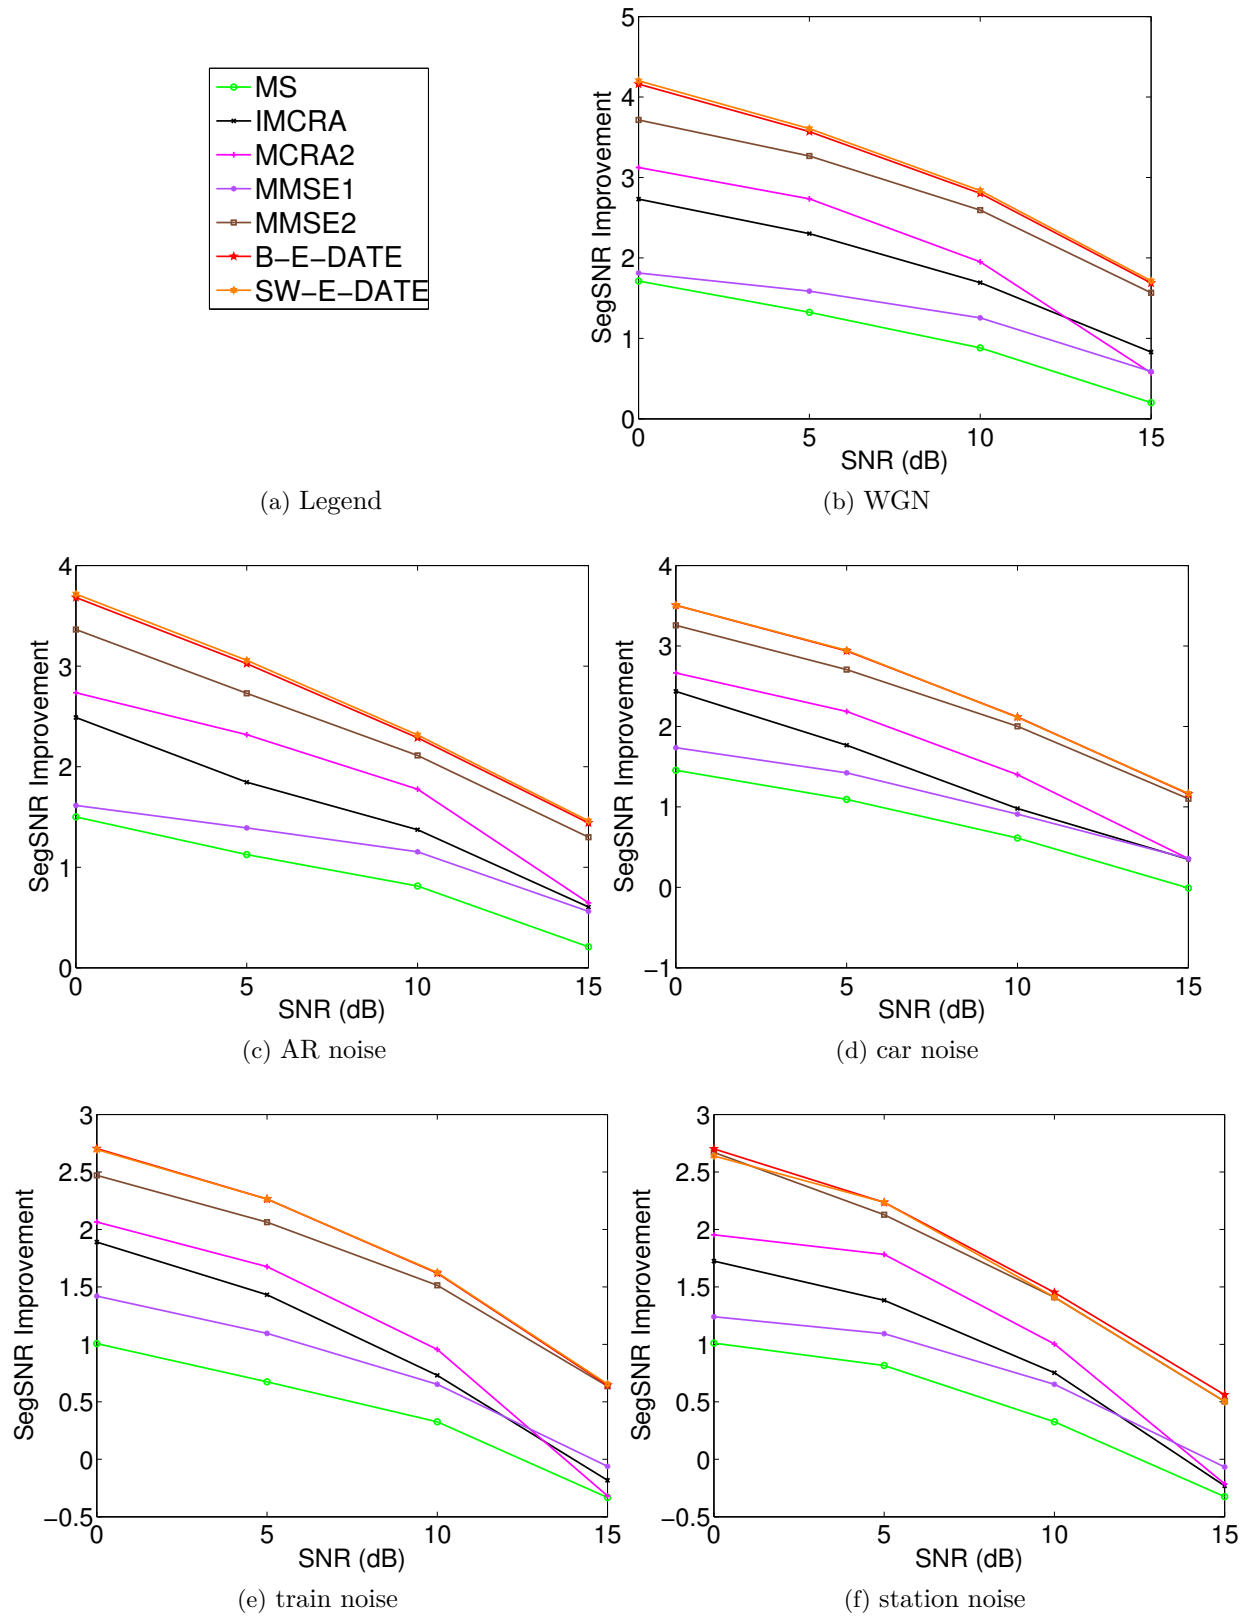 MS
IMCRA
MCRA2
MMSE1
MMSE2
B−E−DATE
SW−E−DATE
(a) Legend
5
4
3
2
1
0
SegSNR Improvement
0 5 10 15
SNR (dB)
(b) WGN
4
3
2
1
0
SegSNR Improvement
0 5 10 15
SNR (dB)
(c) AR noise
4
3
2
1
0
−1
SegSNR Improvement
0 5 10 15
SNR (dB)
(d) car noise
3
2.5
2
1.5
1
0.5
0
−0.5
SegSNR Improvement
0 5 10 15
SNR (dB)
(e) train noise
3
2.5
2
1.5
1
0.5
0
−0.5
SegSNR Improvement
0 5 10 15
SNR (dB)
(f) station noise